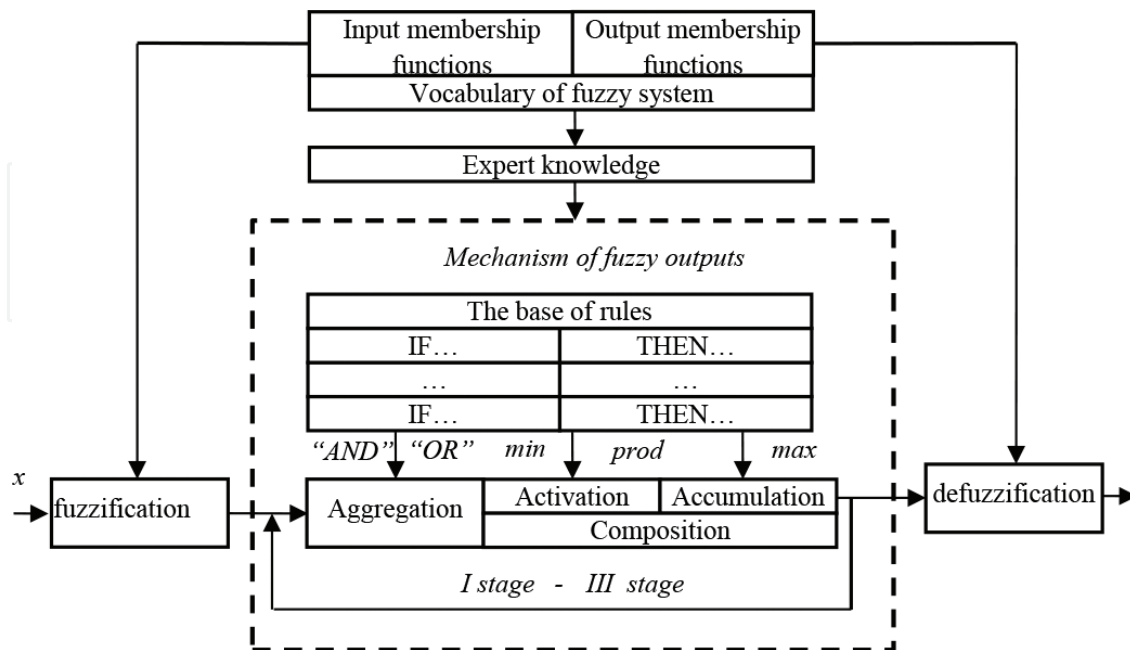 Input membership
functions
Output membership
functions
Vocabulary of fuzzy system
Expert knowledge
Mechanism of fuzzy outputs
The base of rules
IF… THEN…
… …
IF… THEN…
“AND” “OR” min prod max
x
fuzzification
Aggregation
Activation
Accumulation
Composition
defuzzification
I stage - III stage